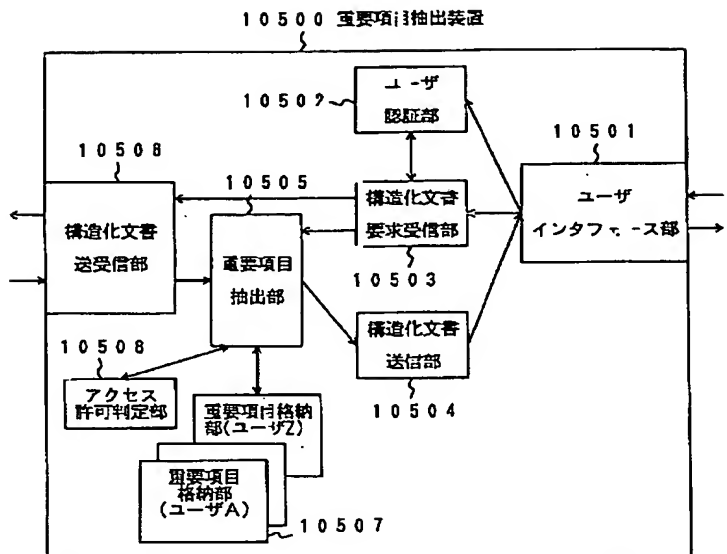 10500 重要項目抽出装置
ユーザ
認証部
10502
10501
ユーザ
インタフェース部
10508
構造化文書
送受信部
10505
重要項目
抽出部
構造化文書
要求受信部
10503
構造化文書
送信部
10504
10508
アクセス
許可判定部
重要項目格納
部(ユーザZ)
重要項目
格納部
(ユーザA)
10507